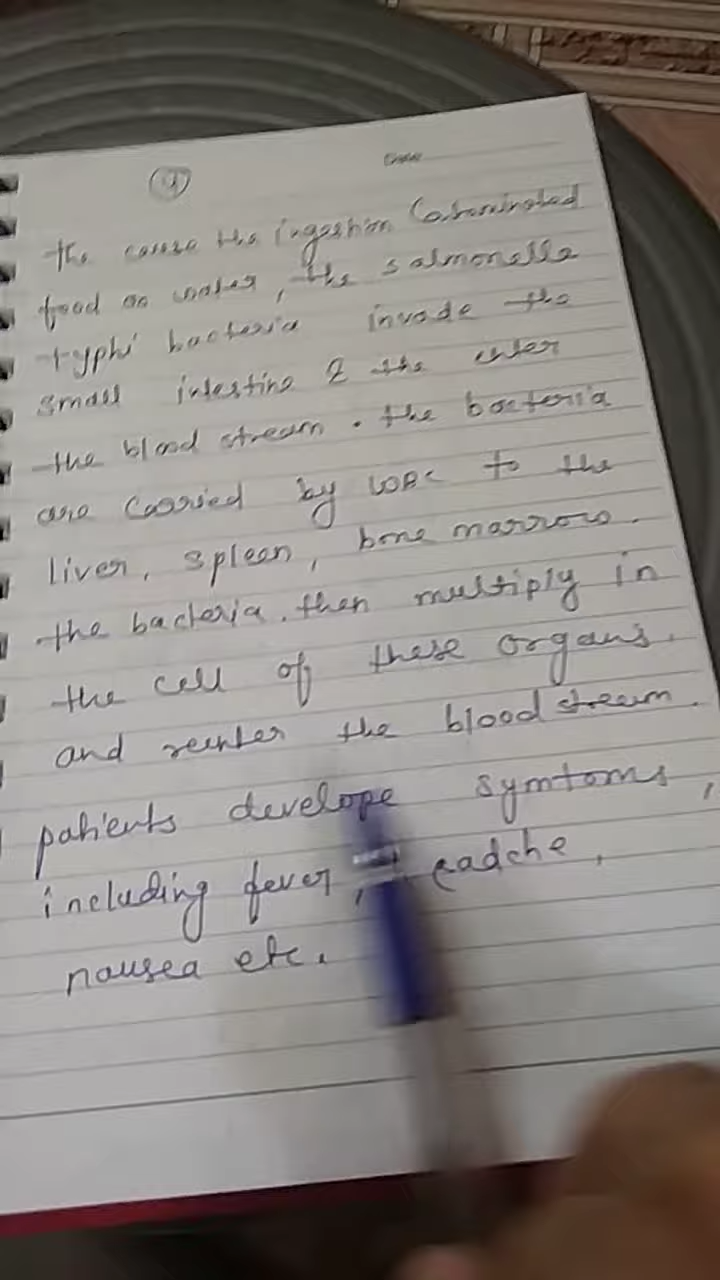 the cause the ingestion Cotaminated
food or water, the salmonella
typhi bacteria invade the
small intestine & the enter
the blood stream. the bacteria
are carried by WBC to the
liver, spleen, bone marrow.
the bacteria. then multiply in
the cell of these organs.
and reenter the blood stream.
patients develope symtoms,
including fever, eadche,
nausea etc.